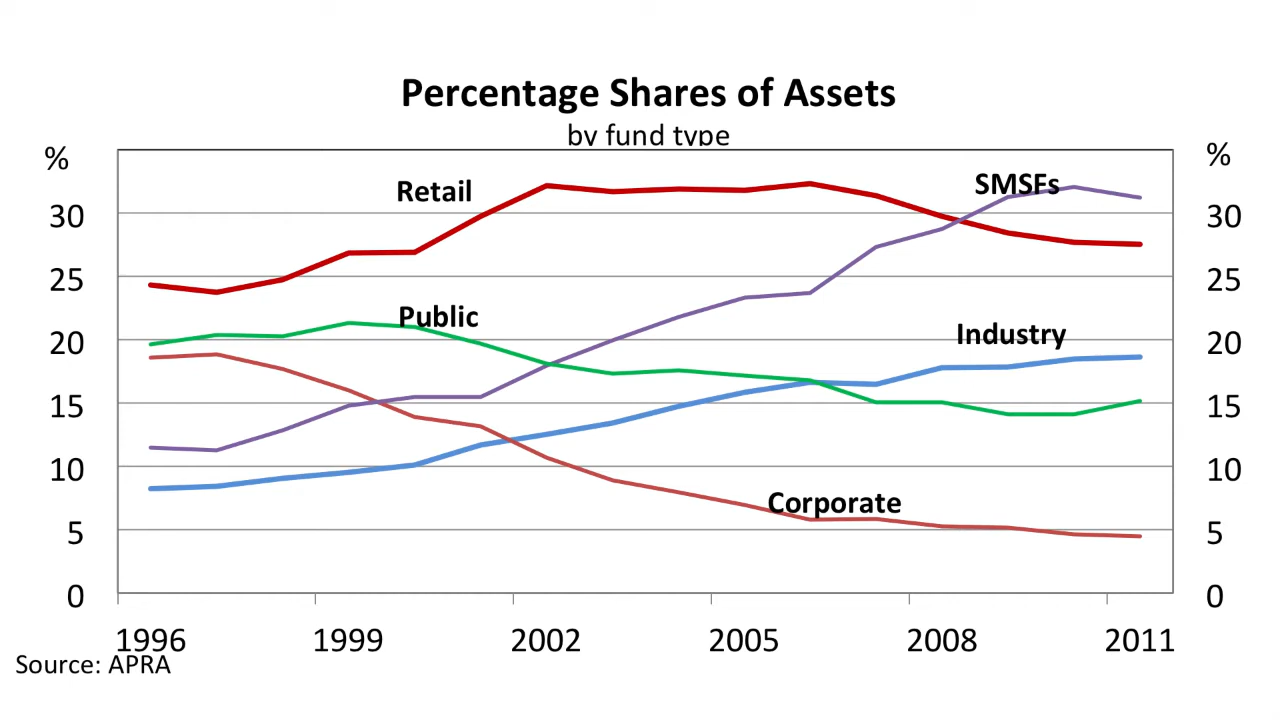 Percentage Shares of Assets
by fund type
%
%
Retail
SMSFs
30
30
25
25
Public
Industry
20
20
15
15
10
10
Corporate
5
5
0
0
1996 1999 2002 2005 2008 2011
Source: APRA